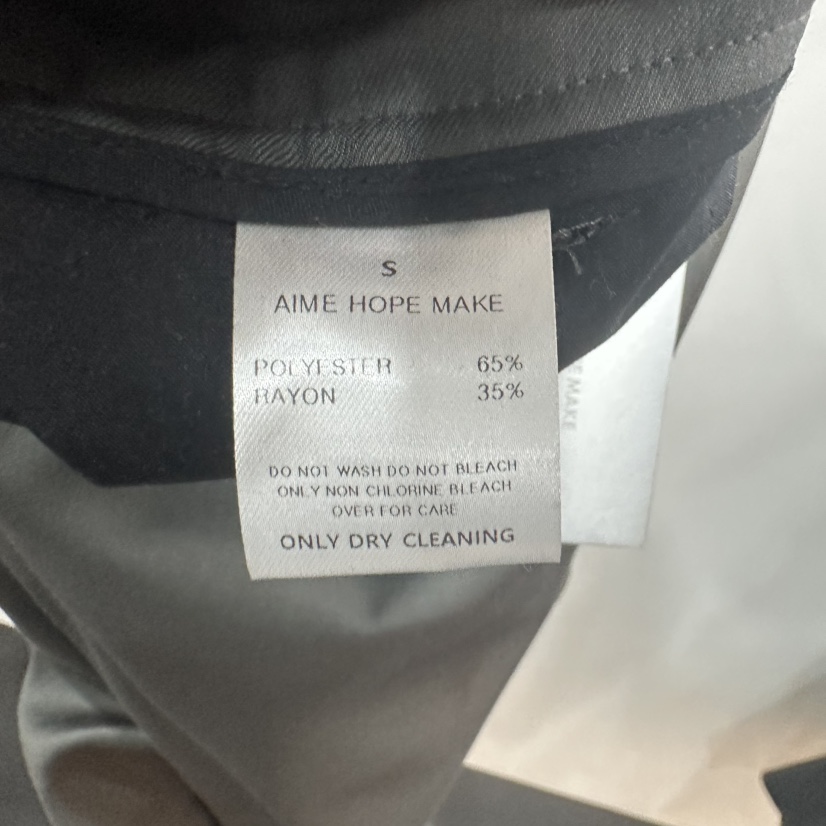 S
AIME HOPE MAKE
POLYESTER 65%
RAYON 35%
DO NOT WASH DO NOT BLEACH
ONLY NON CHLORINE BLEACH
OVER FOR CARE
ONLY DRY CLEANING
MAKE